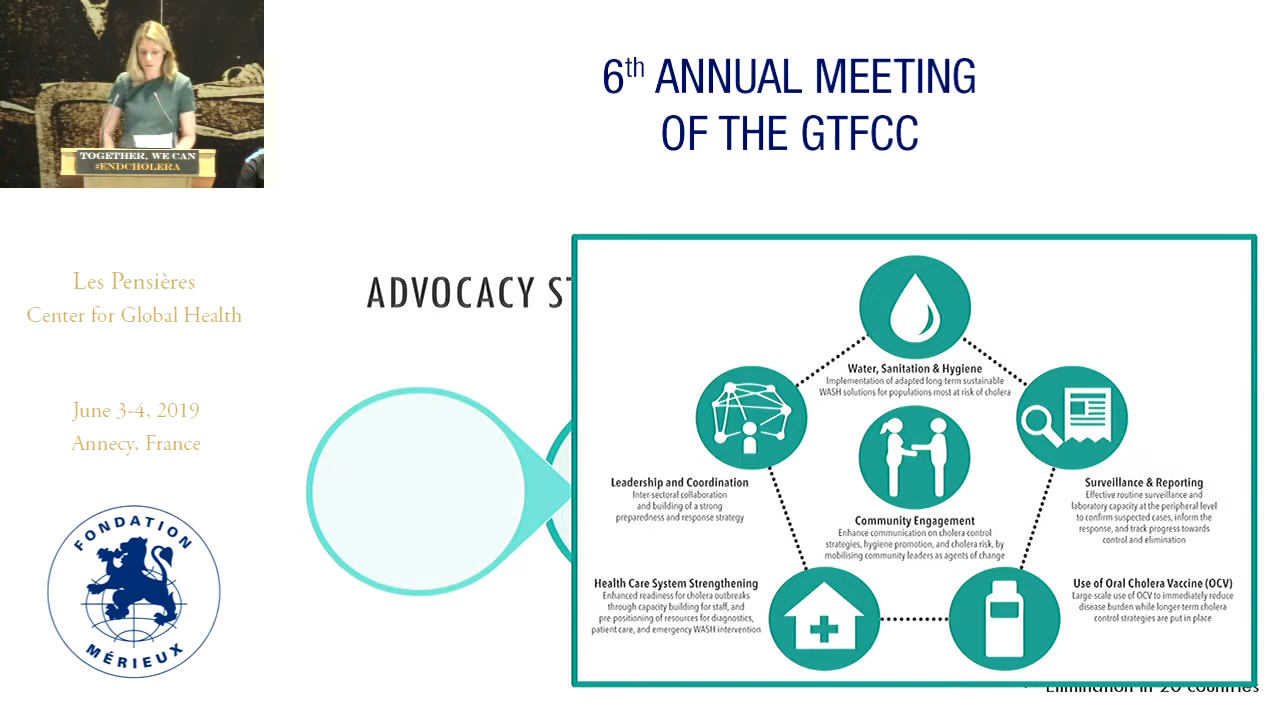 6th ANNUAL MEETING
OF THE GTFCC
TOGETHER, WE CAN
#ENDCHOLERA
Les Pensières
Center for Global Health
June 3-4, 2019
Annecy, France
FONDATION
MÉRIEUX
ADVOCACY
Water, Sanitation & Hygiene
Implementation of adapted long-term sustainable
WASH solutions for populations most at risk of cholera
Leadership and Coordination
Inter-sectoral collaboration
and building of a strong
preparedness and response strategy
Community Engagement
Enhance communication on cholera control
strategies, hygiene promotion, and cholera risk, by
mobilising community leaders as agents of change
Surveillance & Reporting
Effective routine surveillance and
laboratory capacity at the peripheral level
to confirm suspected cases, inform the
response, and track progress towards
control and elimination
Health Care System Strengthening
Enhanced readiness for cholera outbreaks
through capacity building for staff, and
pre-positioning of resources for diagnostics,
patient care, and emergency WASH intervention
Use of Oral Cholera Vaccine (OCV)
Large-scale use of OCV to immediately reduce
disease burden while longer-term cholera
control strategies are put in place
Elimination in 20 countries